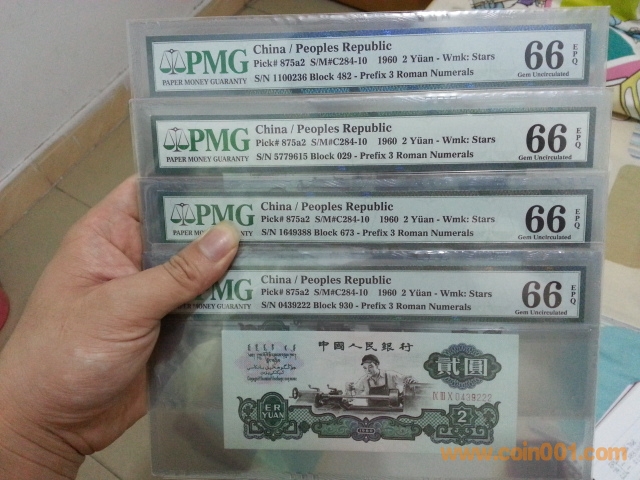 PMG
PAPER MONEY GUARANTY
China / Peoples Republic
Pick# 875a2 S/M#C284-10 1960 2 Yüan - Wmk: Stars
S/N 1100236 Block 482 - Prefix 3 Roman Numerals
66 EPQ
Gem Uncirculated
PMG
PAPER MONEY GUARANTY
China / Peoples Republic
Pick# 875a2 S/M#C284-10 1960 2 Yüan - Wmk: Stars
S/N 5779615 Block 029 - Prefix 3 Roman Numerals
66 EPQ
Gem Uncirculated
PMG
PAPER MONEY
China / Peoples Republic
Pick# 875a2 S/M#C284-10 1960 2 Yüan - Wmk: Stars
S/N 1649388 Block 673 - Prefix 3 Roman Numerals
66 EPQ
Gem Uncirculated
MG
GUARANTY
China / Peoples Republic
Pick# 875a2 S/M#C284-10 1960 2 Yüan - Wmk: Stars
S/N 0439222 Block 930 - Prefix 3 Roman Numerals
66 EPQ
Gem Uncirculated
中國人民銀行
貳圓
IX III X 0439222
ER
YUAN
2
1960
www.coin001.com